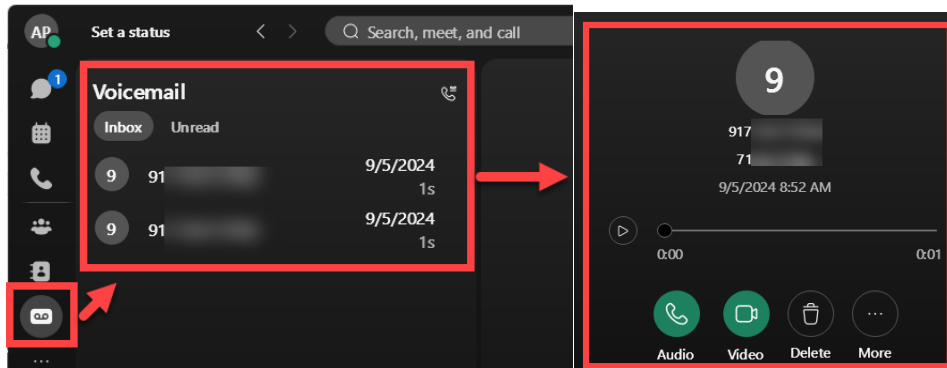 AP Set a status Search, meet, and call
1
Voicemail
Inbox Unread
9 91 9/5/2024
1s
9 91 9/5/2024
1s
9
917
71
9/5/2024 8:52 AM
0:00 0:01
Audio Video Delete More